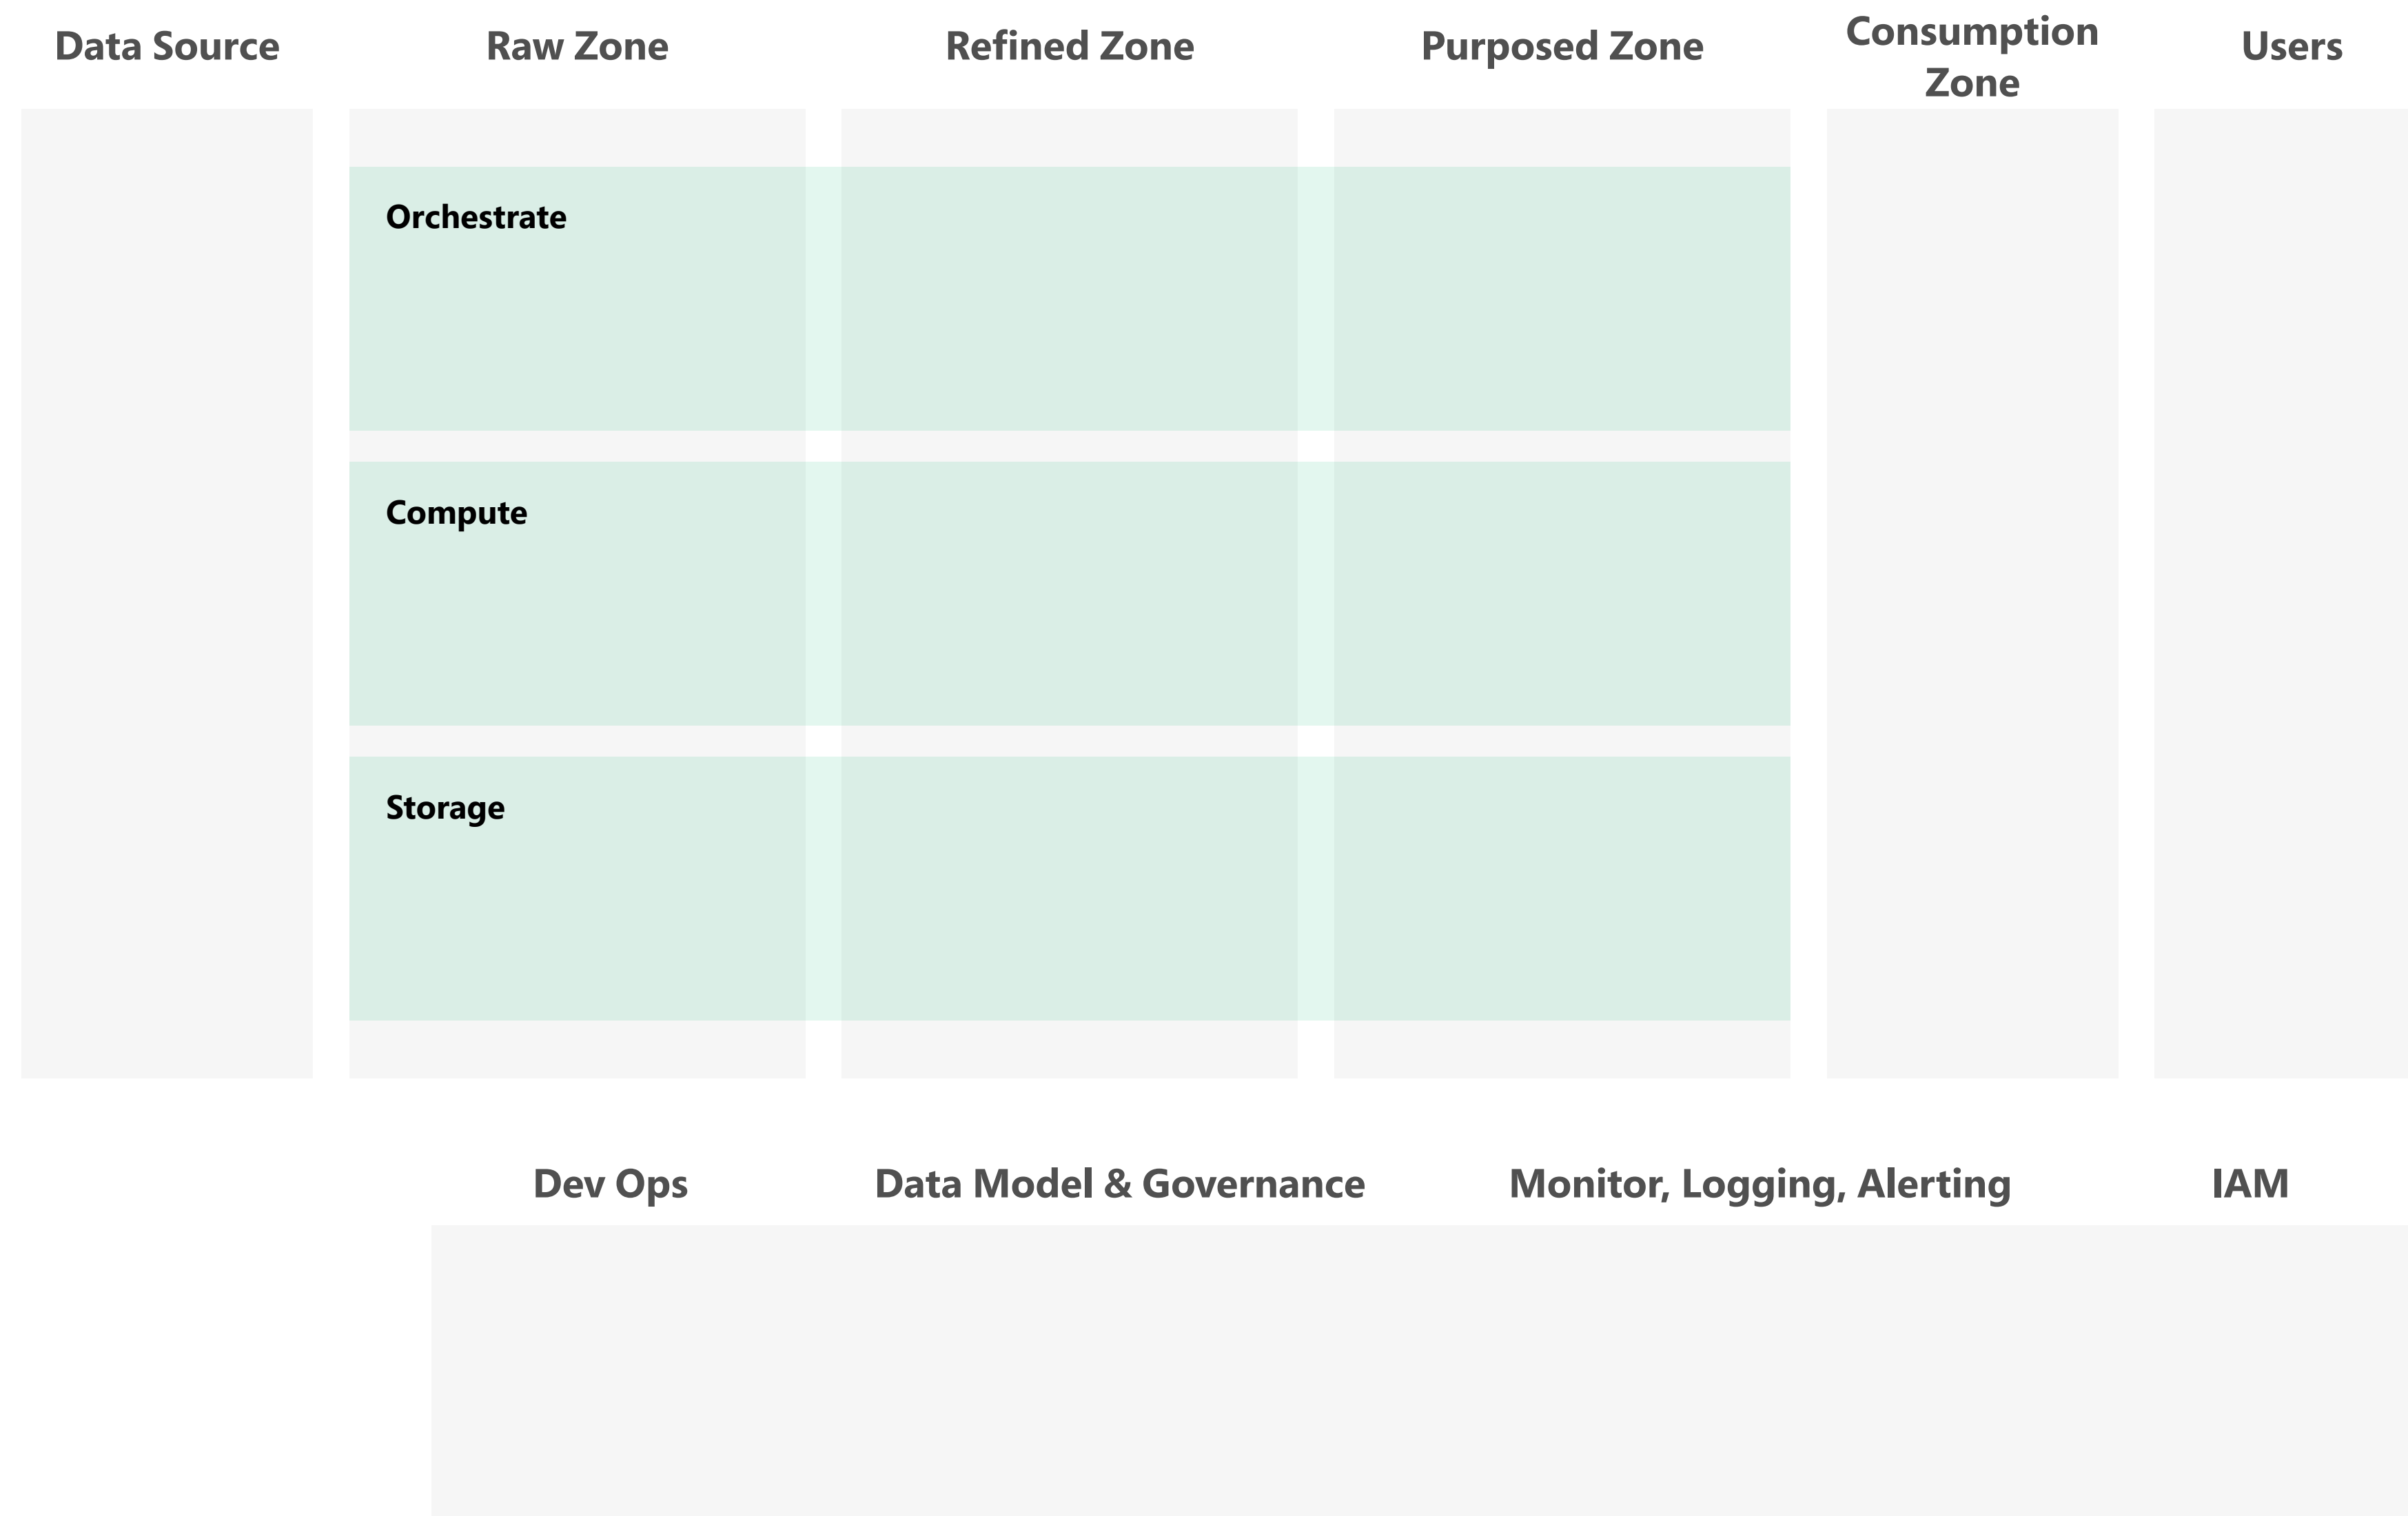 Data Source
Raw Zone
Refined Zone
Purposed Zone
Consumption
Zone
Users
Orchestrate
Compute
Storage
Dev Ops
Data Model & Governance
Monitor, Logging, Alerting
IAM